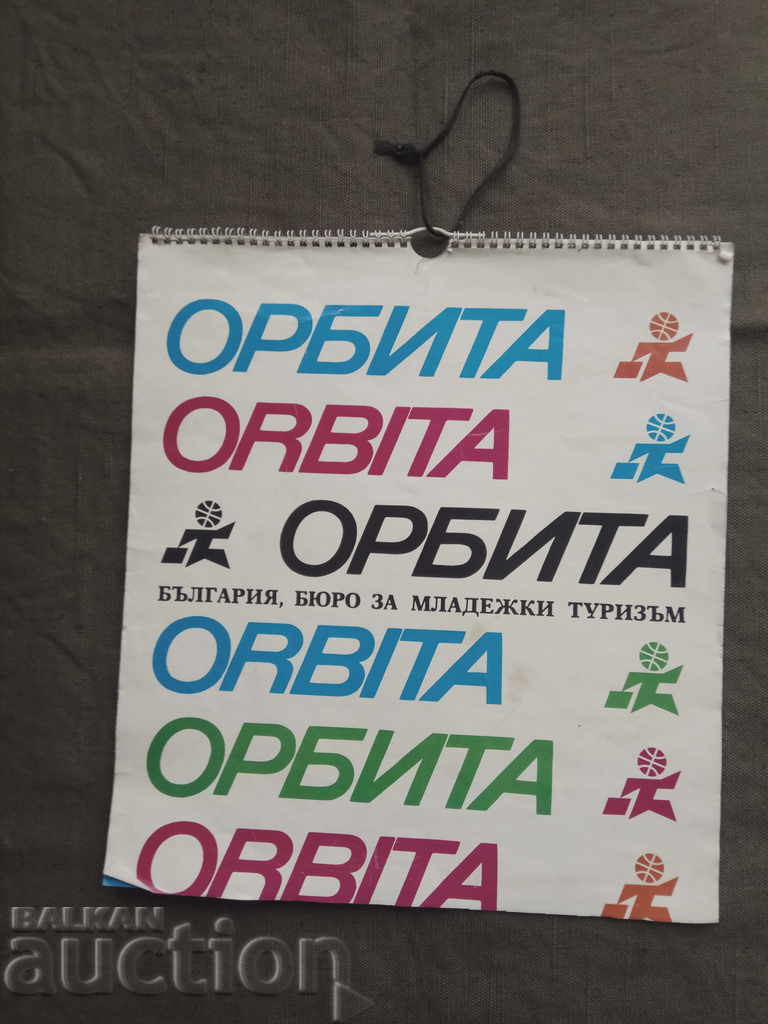 ОРБИТА
ORBITA
ОРБИТА
БЪЛГАРИЯ, БЮРО ЗА МЛАДЕЖКИ ТУРИЗЪМ
ORBITA
ОРБИТА
ORBITA
BALKAN
auction